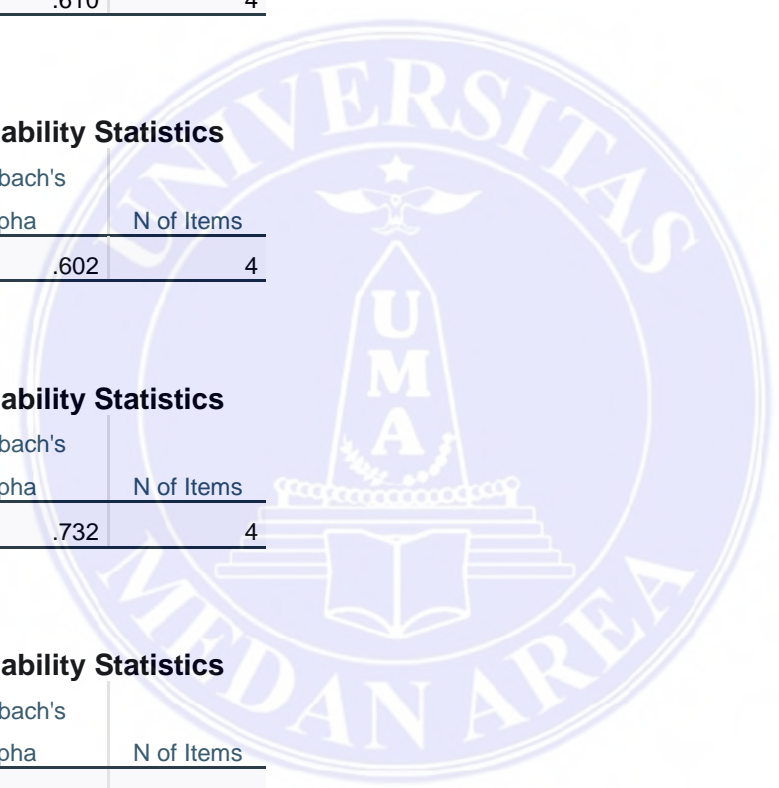 .610 4
ability Statistics
bach's
pha N of Items
.602 4
ability Statistics
bach's
pha N of Items
.732 4
ability Statistics
bach's
pha N of Items
UNIVERSITAS
UMA
MEDAN AREA